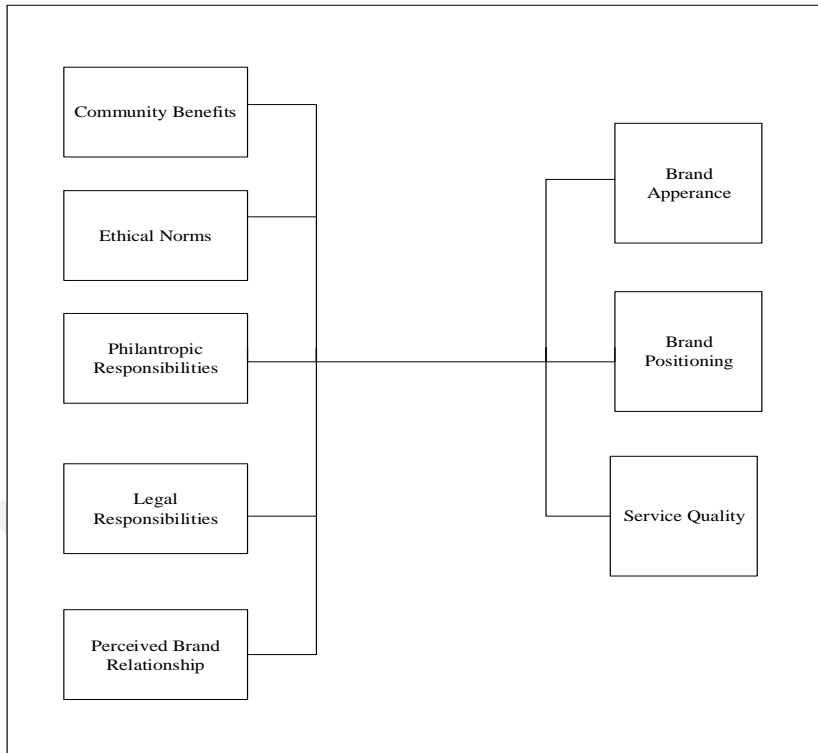 Community Benefits
Ethical Norms
Philantropic
Responsibilities
Legal
Responsibilities
Perceived Brand
Relationship
Brand
Apperance
Brand
Positioning
Service Quality